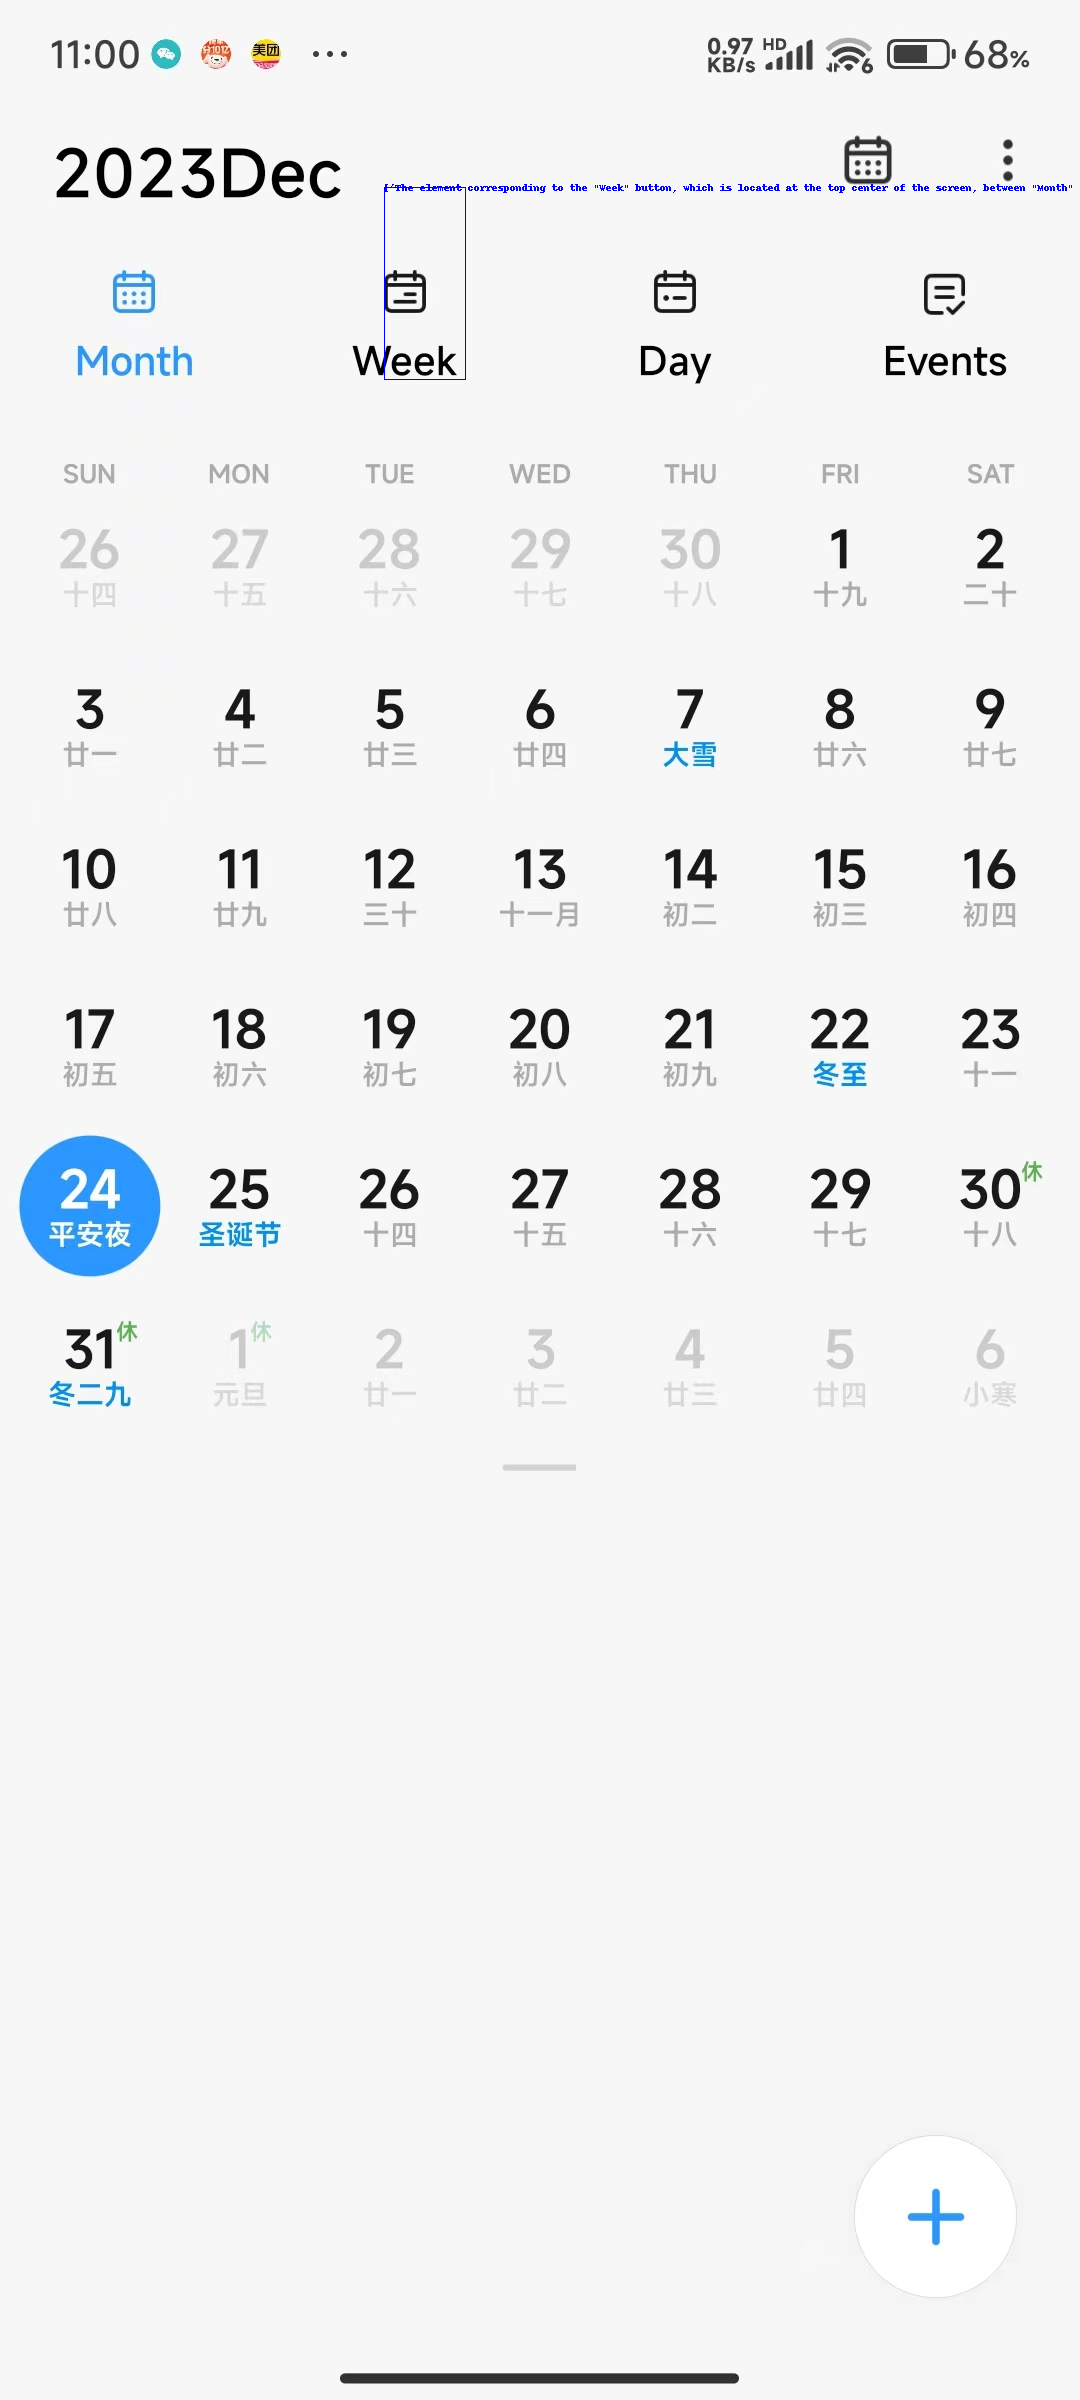 11:00 美团 ··· 0.97 KB/s HD 6 68%
2023Dec
['The element corresponding to the "Week" button, which is located at the top center of the screen, between "Month"
Month Week Day Events
SUN MON TUE WED THU FRI SAT
26 27 28 29 30 1 2
十四 十五 十六 十七 十八 十九 二十
3 4 5 6 7 8 9
廿一 廿二 廿三 廿四 大雪 廿六 廿七
10 11 12 13 14 15 16
廿八 廿九 三十 十一月 初二 初三 初四
17 18 19 20 21 22 23
初五 初六 初七 初八 初九 冬至 十一
24 25 26 27 28 29 30 休
平安夜 圣诞节 十四 十五 十六 十七 十八
31 休 1 休 2 3 4 5 6
冬二九 元旦 廿一 廿二 廿三 廿四 小寒